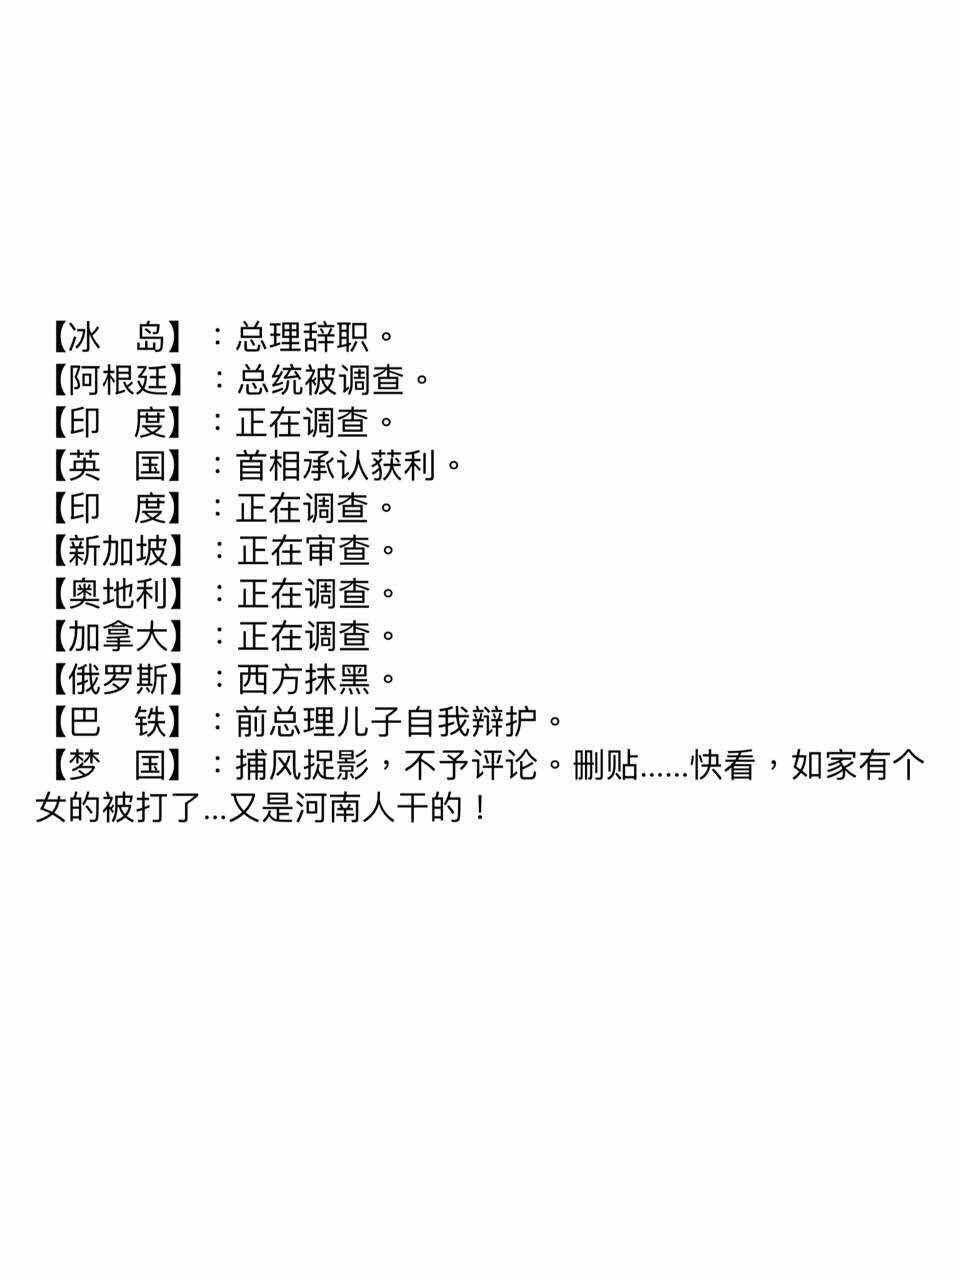 【冰　岛】：总理辞职。
【阿根廷】：总统被调查。
【印　度】：正在调查。
【英　国】：首相承认获利。
【印　度】：正在调查。
【新加坡】：正在审查。
【奥地利】：正在调查。
【加拿大】：正在调查。
【俄罗斯】：西方抹黑。
【巴　铁】：前总理儿子自我辩护。
【梦　国】：捕风捉影，不予评论。删贴......快看，如家有个
女的被打了...又是河南人干的！